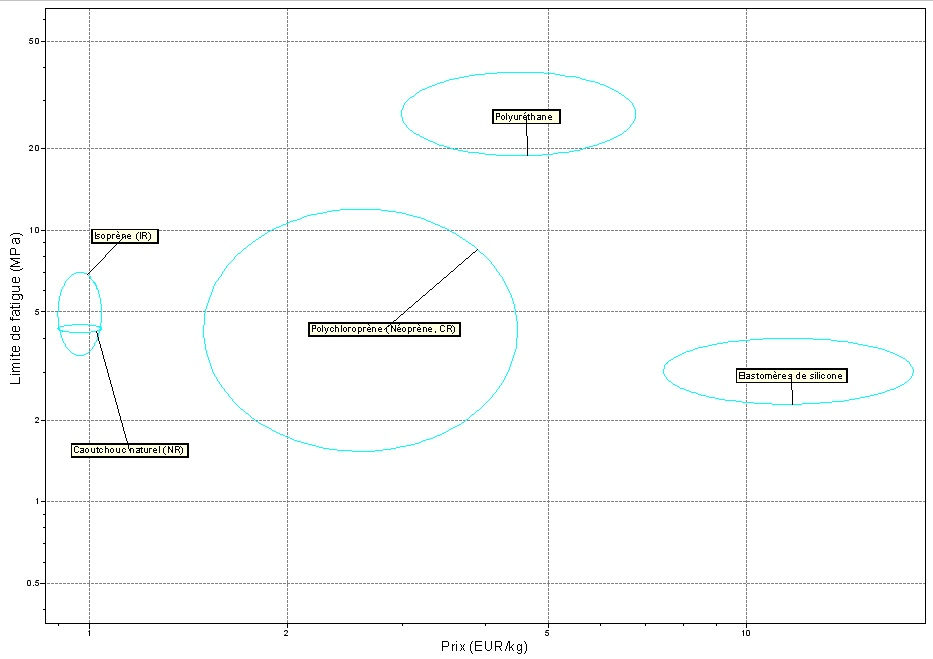 50
Polyuréthane
20
10
Isoprène (IR)
5
Polychloroprène (Néoprène, CR)
Elastomères de silicone
2
Caoutchouc naturel (NR)
1
0.5
Limite de fatigue (MPa)
1
2
5
10
Prix (EUR/kg)